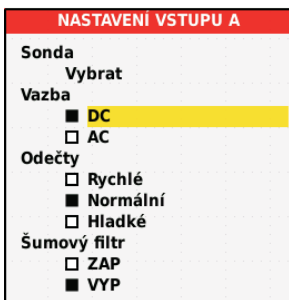 NASTAVENÍ VSTUPU A
Sonda
Vybrat
Vazba
DC
AC
Odečty
Rychlé
Normální
Hladké
Šumový filtr
ZAP
VYP